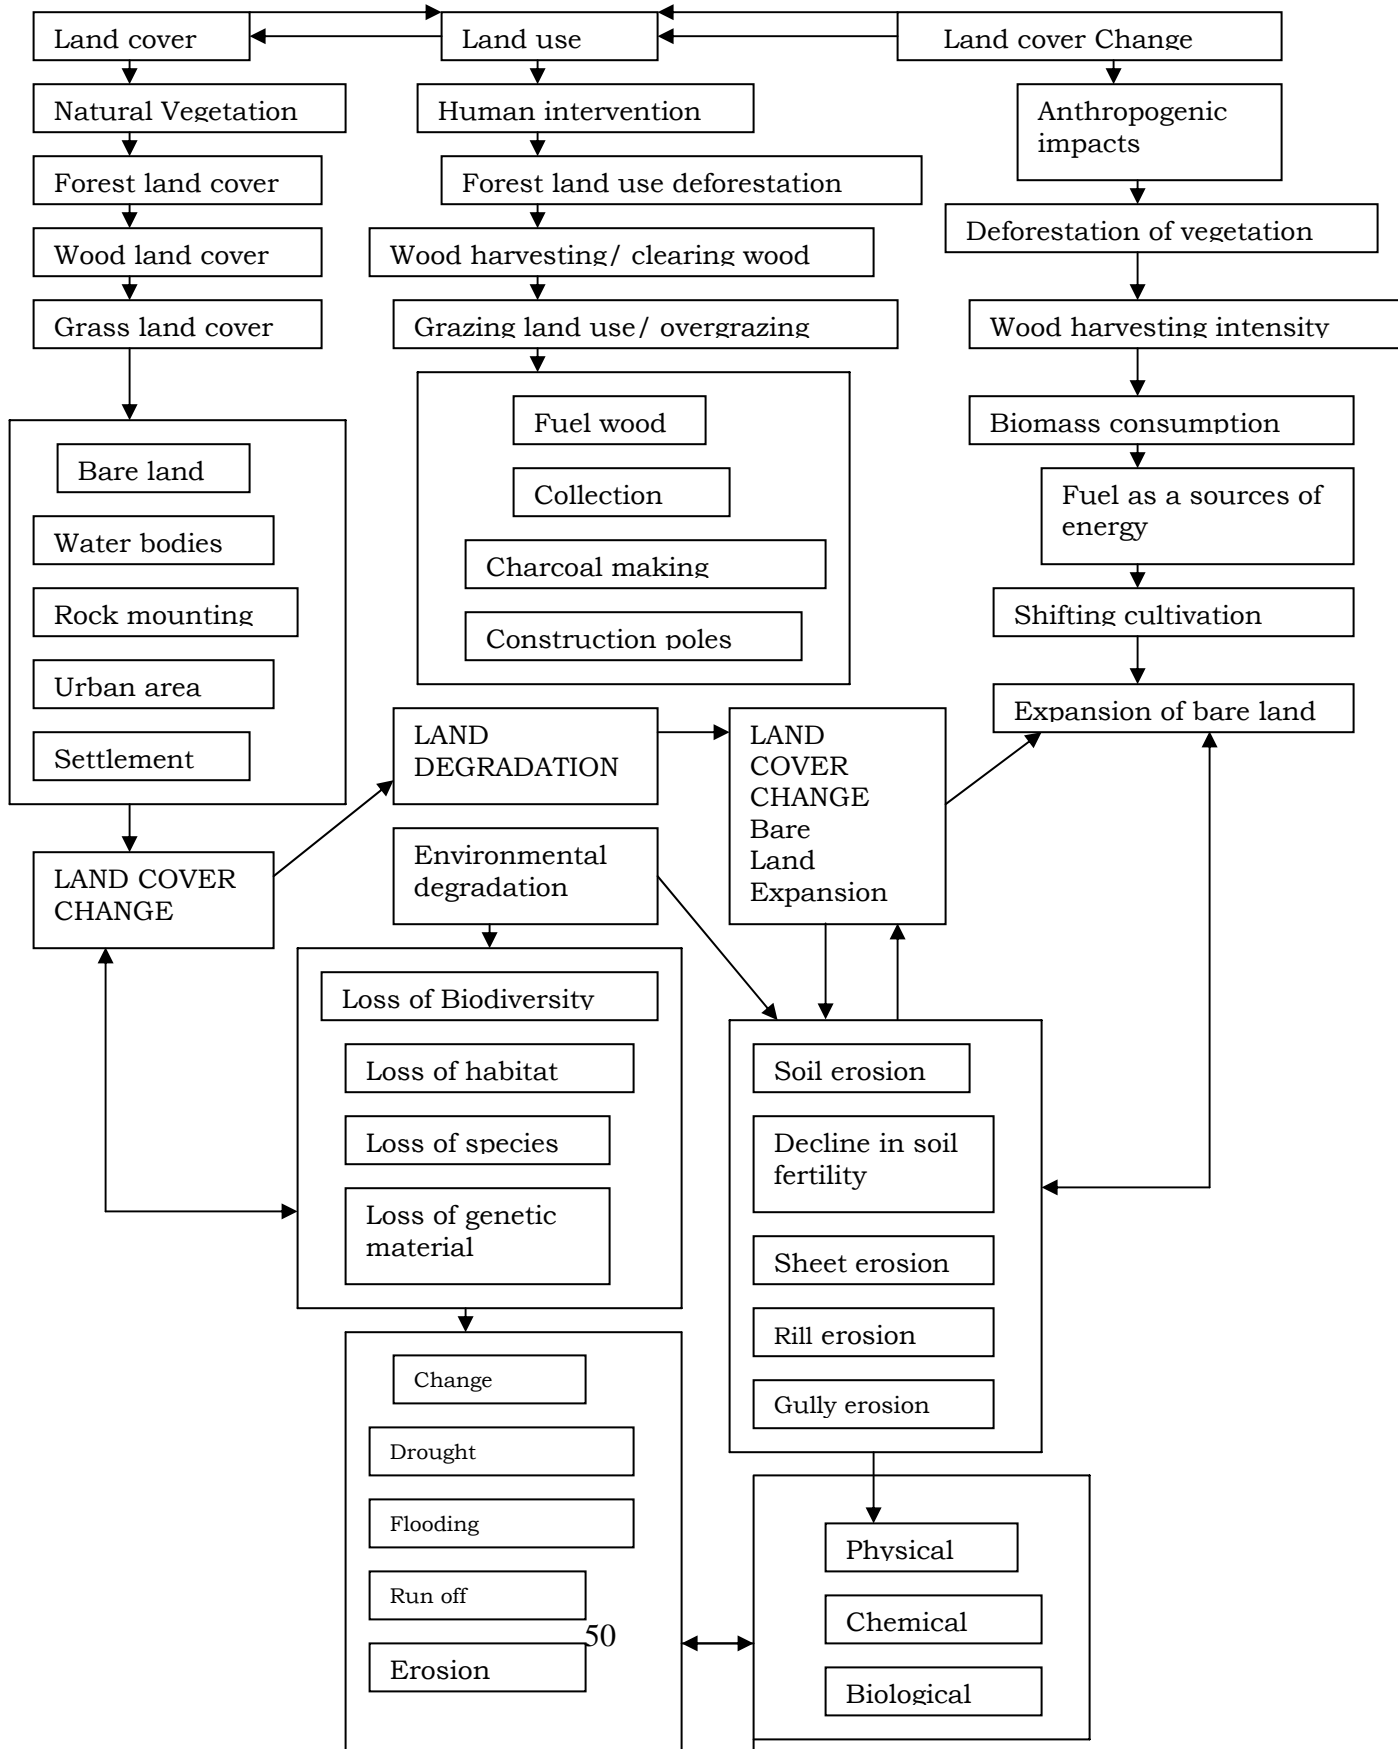 Land cover
Land use
Land cover Change
Natural Vegetation
Human intervention
Anthropogenic
impacts
Forest land cover
Forest land use deforestation
Deforestation of vegetation
Wood land cover
Wood harvesting/ clearing wood
Grass land cover
Grazing land use/ overgrazing
Wood harvesting intensity
Fuel wood
Biomass consumption
Bare land
Collection
Fuel as a sources of
energy
Water bodies
Charcoal making
Rock mounting
Construction poles
Shifting cultivation
Urban area
Expansion of bare land
Settlement
LAND
DEGRADATION
LAND
COVER
CHANGE
Bare
Land
Expansion
LAND COVER
CHANGE
Environmental
degradation
Loss of Biodiversity
Loss of habitat
Loss of species
Loss of genetic
material
Soil erosion
Decline in soil
fertility
Sheet erosion
Rill erosion
Gully erosion
Change
Drought
Flooding
Run off
Erosion
50
Physical
Chemical
Biological